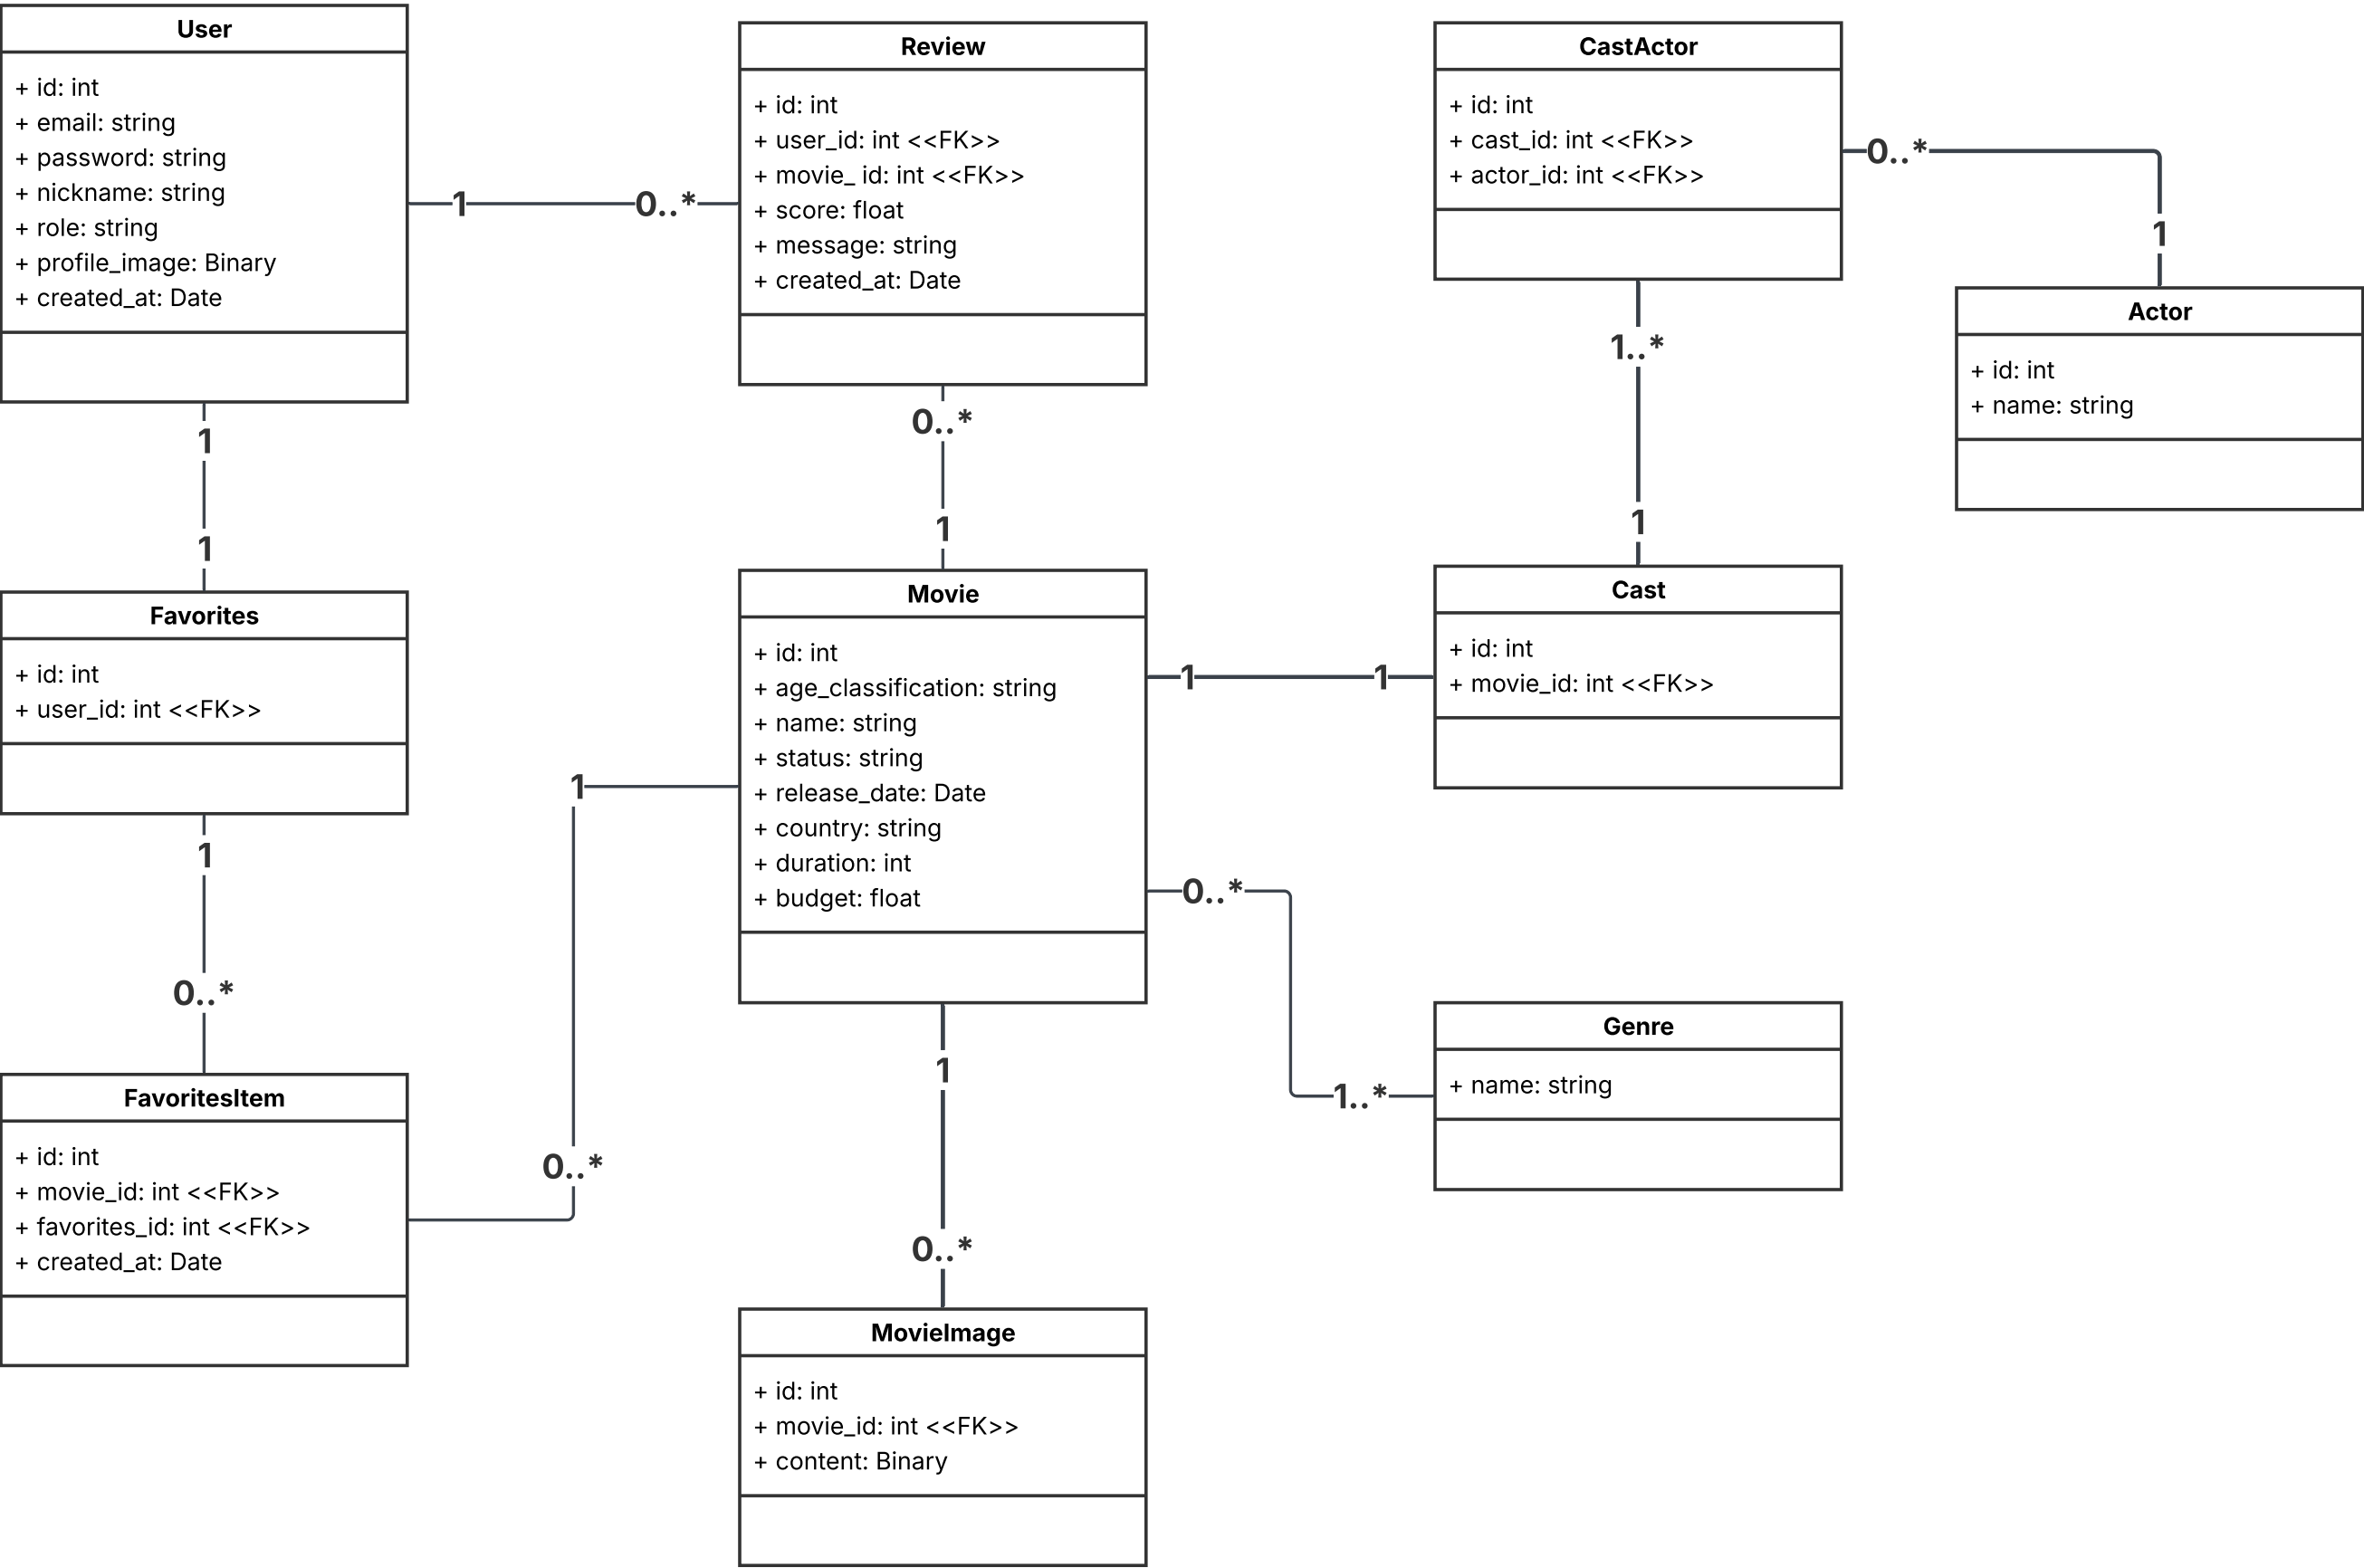 User
+ id: int
+ email: string
+ password: string
+ nickname: string
+ role: string
+ profile_image: Binary
+ created_at: Date
1
0..*
Review
+ id: int
+ user_id: int <<FK>>
+ movie_ id: int <<FK>>
+ score: float
+ message: string
+ created_at: Date
CastActor
+ id: int
+ cast_id: int <<FK>>
+ actor_id: int <<FK>>
0..*
1
Actor
+ id: int
+ name: string
1..*
1
0..*
1
1
1
Favorites
+ id: int
+ user_id: int <<FK>>
Movie
+ id: int
+ age_classification: string
+ name: string
+ status: string
+ release_date: Date
+ country: string
+ duration: int
+ budget: float
1
1
Cast
+ id: int
+ movie_id: int <<FK>>
1
0..*
1
0..*
0..*
1..*
Genre
+ name: string
FavoritesItem
+ id: int
+ movie_id: int <<FK>>
+ favorites_id: int <<FK>>
+ created_at: Date
1
0..*
MovieImage
+ id: int
+ movie_id: int <<FK>>
+ content: Binary